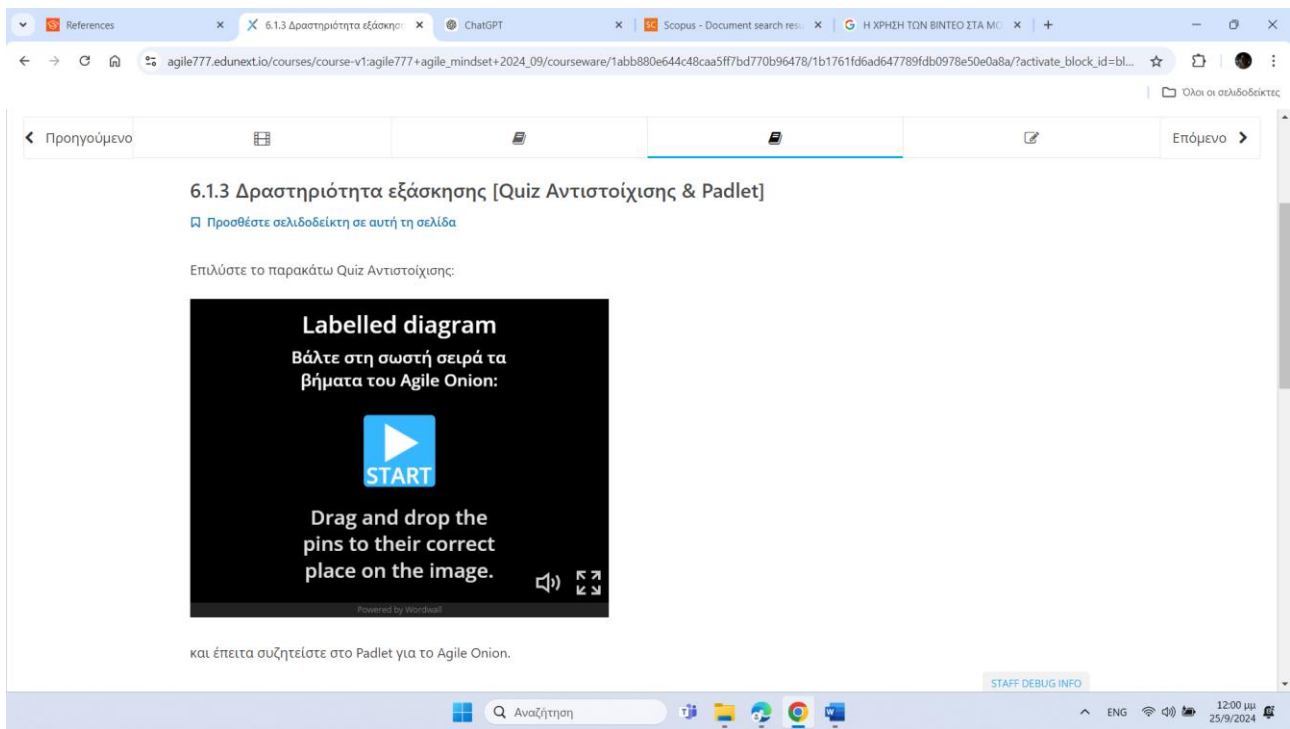 References
6.1.3 Δραστηριότητα εξάσκησ
ChatGPT
Scopus - Document search resu
Η ΧΡΗΣΗ ΤΩΝ ΒΙΝΤΕΟ ΣΤΑ ΜΟ
agile777.edunext.io/courses/course-v1:agile777+agile_mindset+2024_09/courseware/1abb880e644c48caa5ff7bd770b96478/1b1761fd6ad647789fdb0978e50e0a8a/?activate_block_id=bl...
Όλοι οι σελιδοδείκτες
Προηγούμενο
Επόμενο
6.1.3 Δραστηριότητα εξάσκησης [Quiz Αντιστοίχισης & Padlet]
Προσθέστε σελιδοδείκτη σε αυτή τη σελίδα
Επιλύστε το παρακάτω Quiz Αντιστοίχισης:
Labelled diagram
Βάλτε στη σωστή σειρά τα
βήματα του Agile Onion:
START
Drag and drop the
pins to their correct
place on the image.
Powered by Wordwall
και έπειτα συζητείστε στο Padlet για το Agile Onion.
STAFF DEBUG INFO
Αναζήτηση
ENG
12:00 μμ
25/9/2024